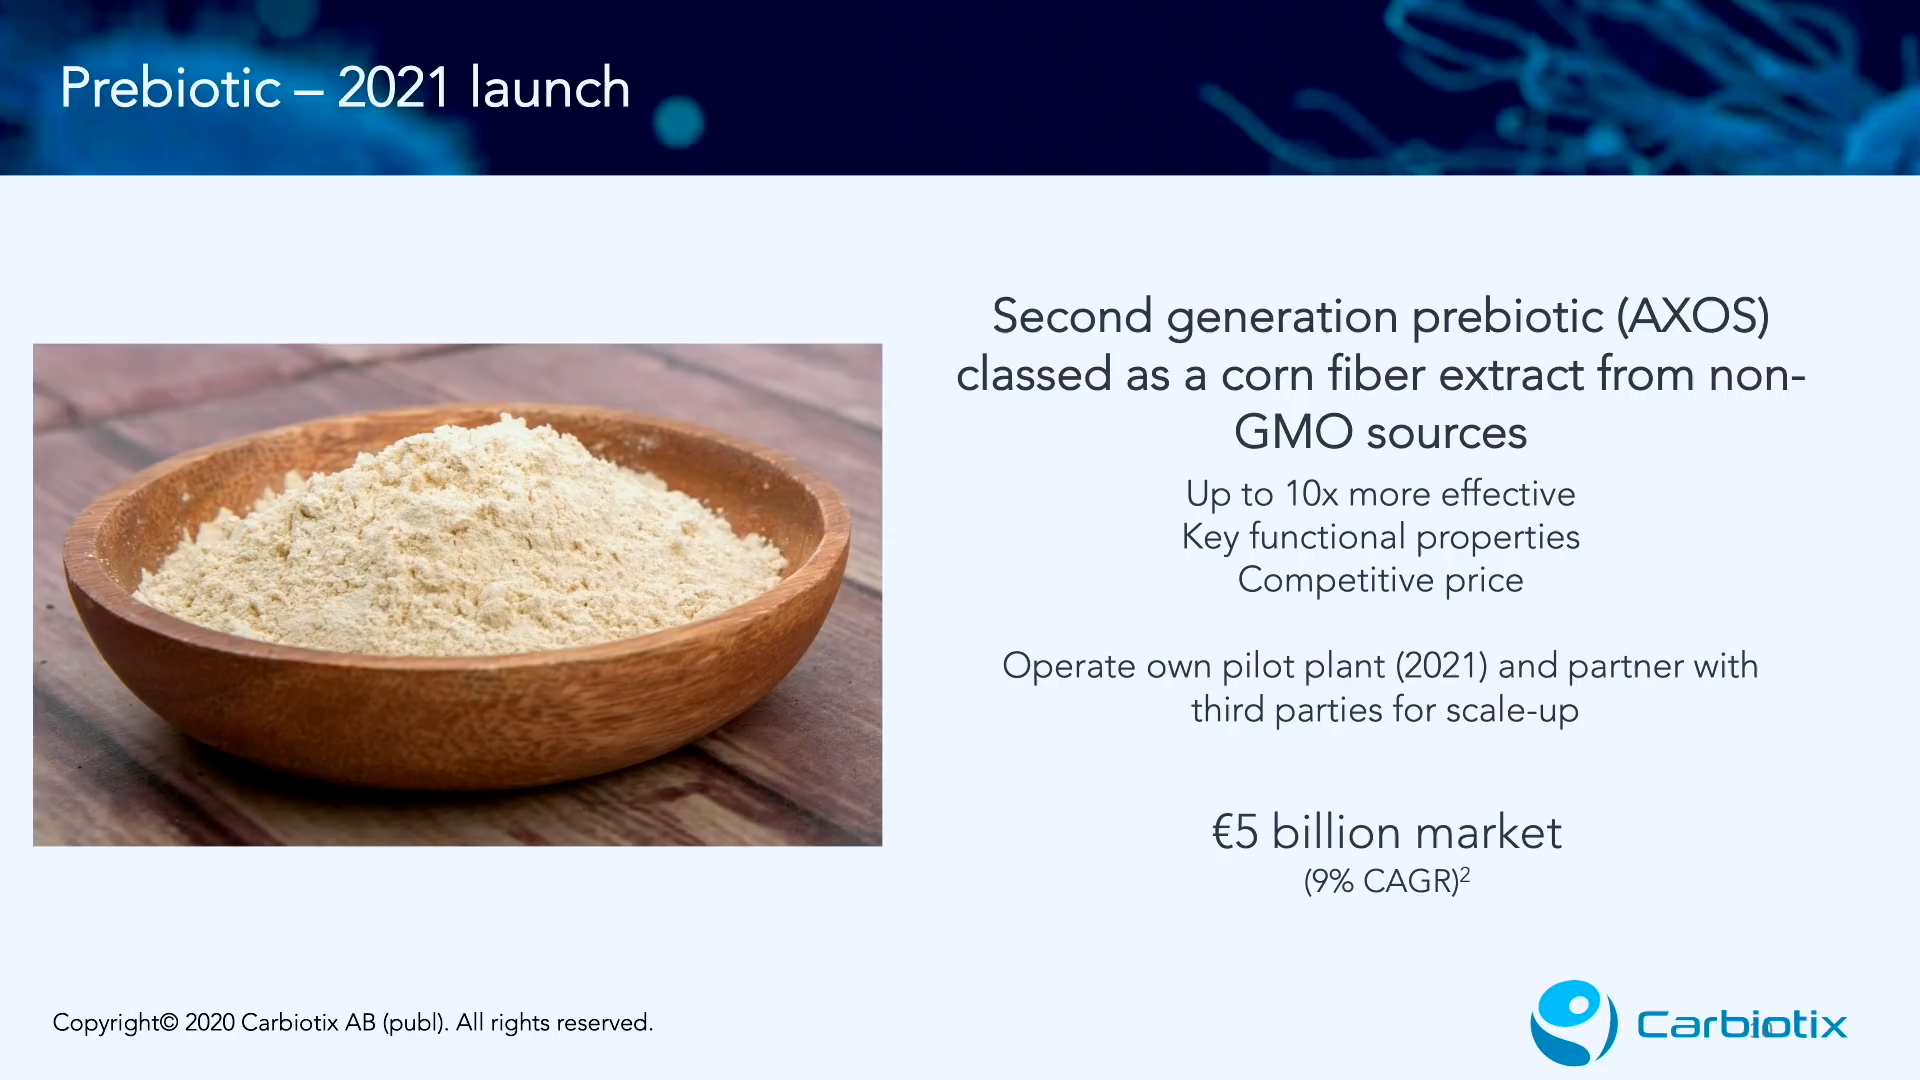 Prebiotic – 2021 launch
Second generation prebiotic (AXOS)
classed as a corn fiber extract from non-
GMO sources
Up to 10x more effective
Key functional properties
Competitive price
Operate own pilot plant (2021) and partner with
third parties for scale-up
€5 billion market
(9% CAGR)²
Copyright© 2020 Carbiotix AB (publ). All rights reserved.
Carbiotix